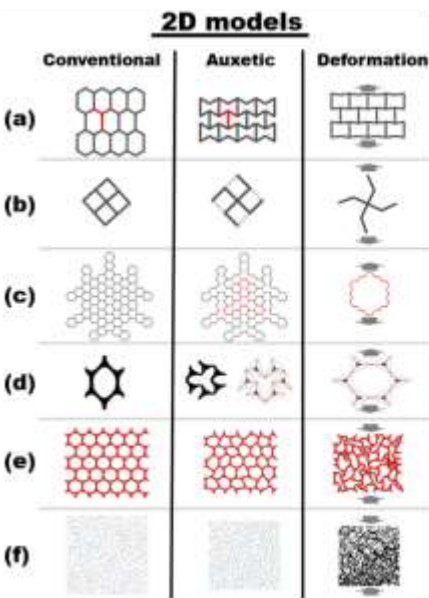 2D models
Conventional Auxetic Deformation
(a)
(b)
(c)
(d)
(e)
(f)